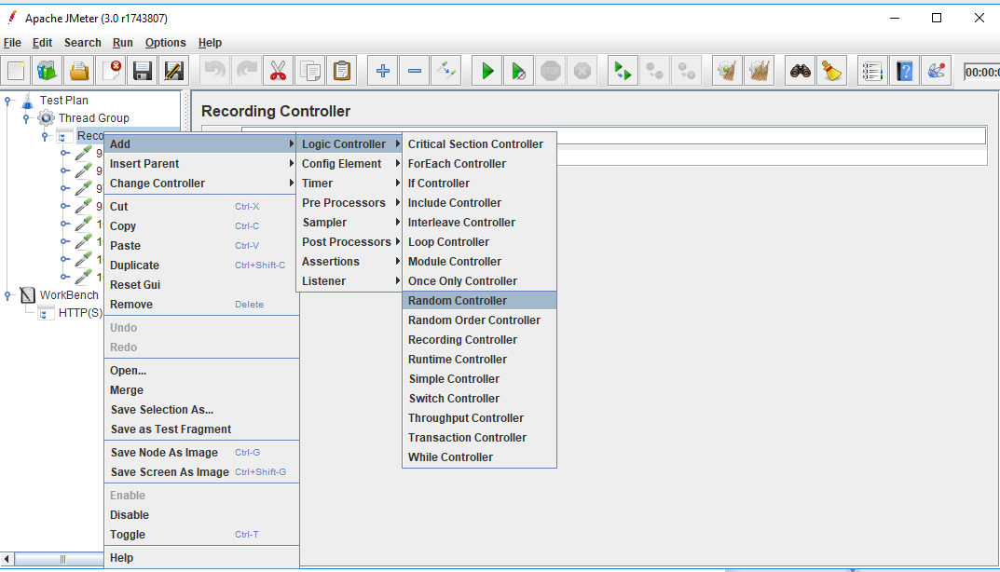 Apache JMeter (3.0 r1743807)
File Edit Search Run Options Help
STOP
00:00:0
Test Plan
Thread Group
Reco
9
9
9
9
1
1
1
1
WorkBench
HTTP(S)
Recording Controller
Add
Insert Parent
Change Controller
Cut Ctrl-X
Copy Ctrl-C
Paste Ctrl-V
Duplicate Ctrl+Shift-C
Reset Gui
Remove Delete
Undo
Redo
Open...
Merge
Save Selection As...
Save as Test Fragment
Save Node As Image Ctrl-G
Save Screen As Image Ctrl+Shift-G
Enable
Disable
Toggle Ctrl-T
Help
Logic Controller
Config Element
Timer
Pre Processors
Sampler
Post Processors
Assertions
Listener
Critical Section Controller
ForEach Controller
If Controller
Include Controller
Interleave Controller
Loop Controller
Module Controller
Once Only Controller
Random Controller
Random Order Controller
Recording Controller
Runtime Controller
Simple Controller
Switch Controller
Throughput Controller
Transaction Controller
While Controller